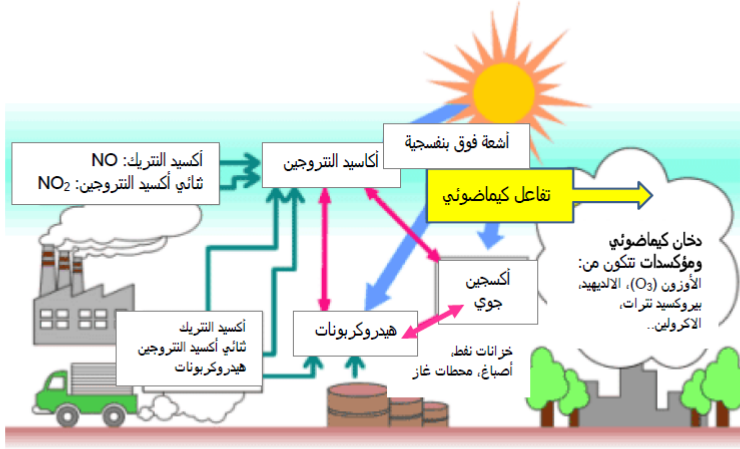 أشعة فوق بنفسجية
أكسيد النتريك: NO
ثنائي أكسيد النتروجين: NO2
أكاسيد النتروجين
تفاعل كيماضوئي
دخان كيماضوئي
ومؤكسدات تتكون من:
الأوزون (O3)، الالديهيد،
بيروكسيد نترات،
الاكرولين..
أكسجين
جوي
أكسيد النتريك
ثنائي أكسيد النتروجين
هيدروكربونات
هيدروكربونات
خزانات نفط،
أصباغ، محطات غاز